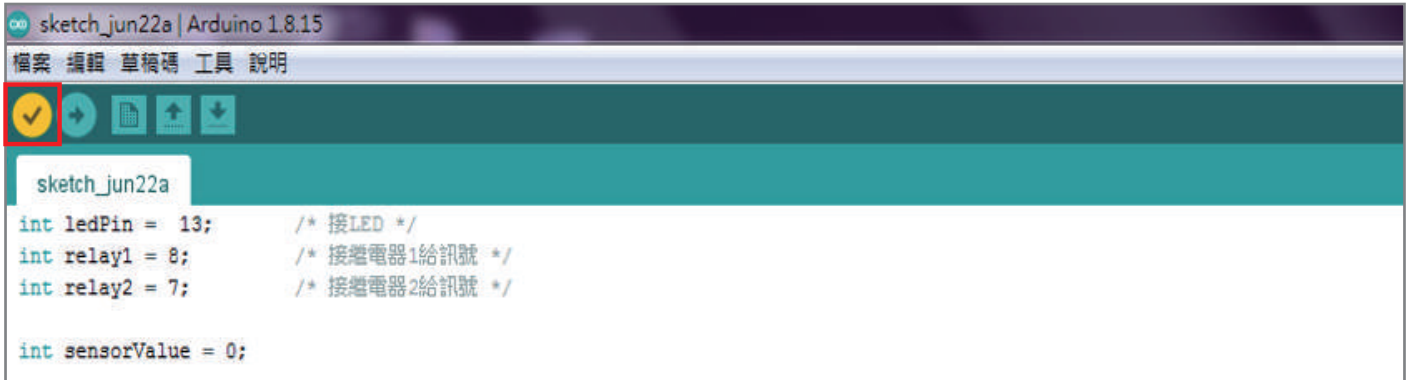 sketch_jun22a | Arduino 1.8.15
檔案 編輯 草稿碼 工具 說明
sketch_jun22a
int ledPin =  13;          /* 接LED */
int relay1 = 8;            /* 接繼電器1給訊號 */
int relay2 = 7;            /* 接繼電器2給訊號 */
int sensorValue = 0;